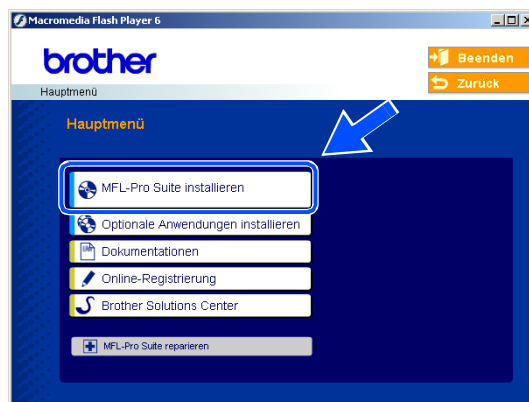 Macromedia Flash Player 6
brother
Beenden
Zurück
Hauptmenü
Hauptmenü
MFL-Pro Suite installieren
Optionale Anwendungen installieren
Dokumentationen
Online-Registrierung
Brother Solutions Center
MFL-Pro Suite reparieren